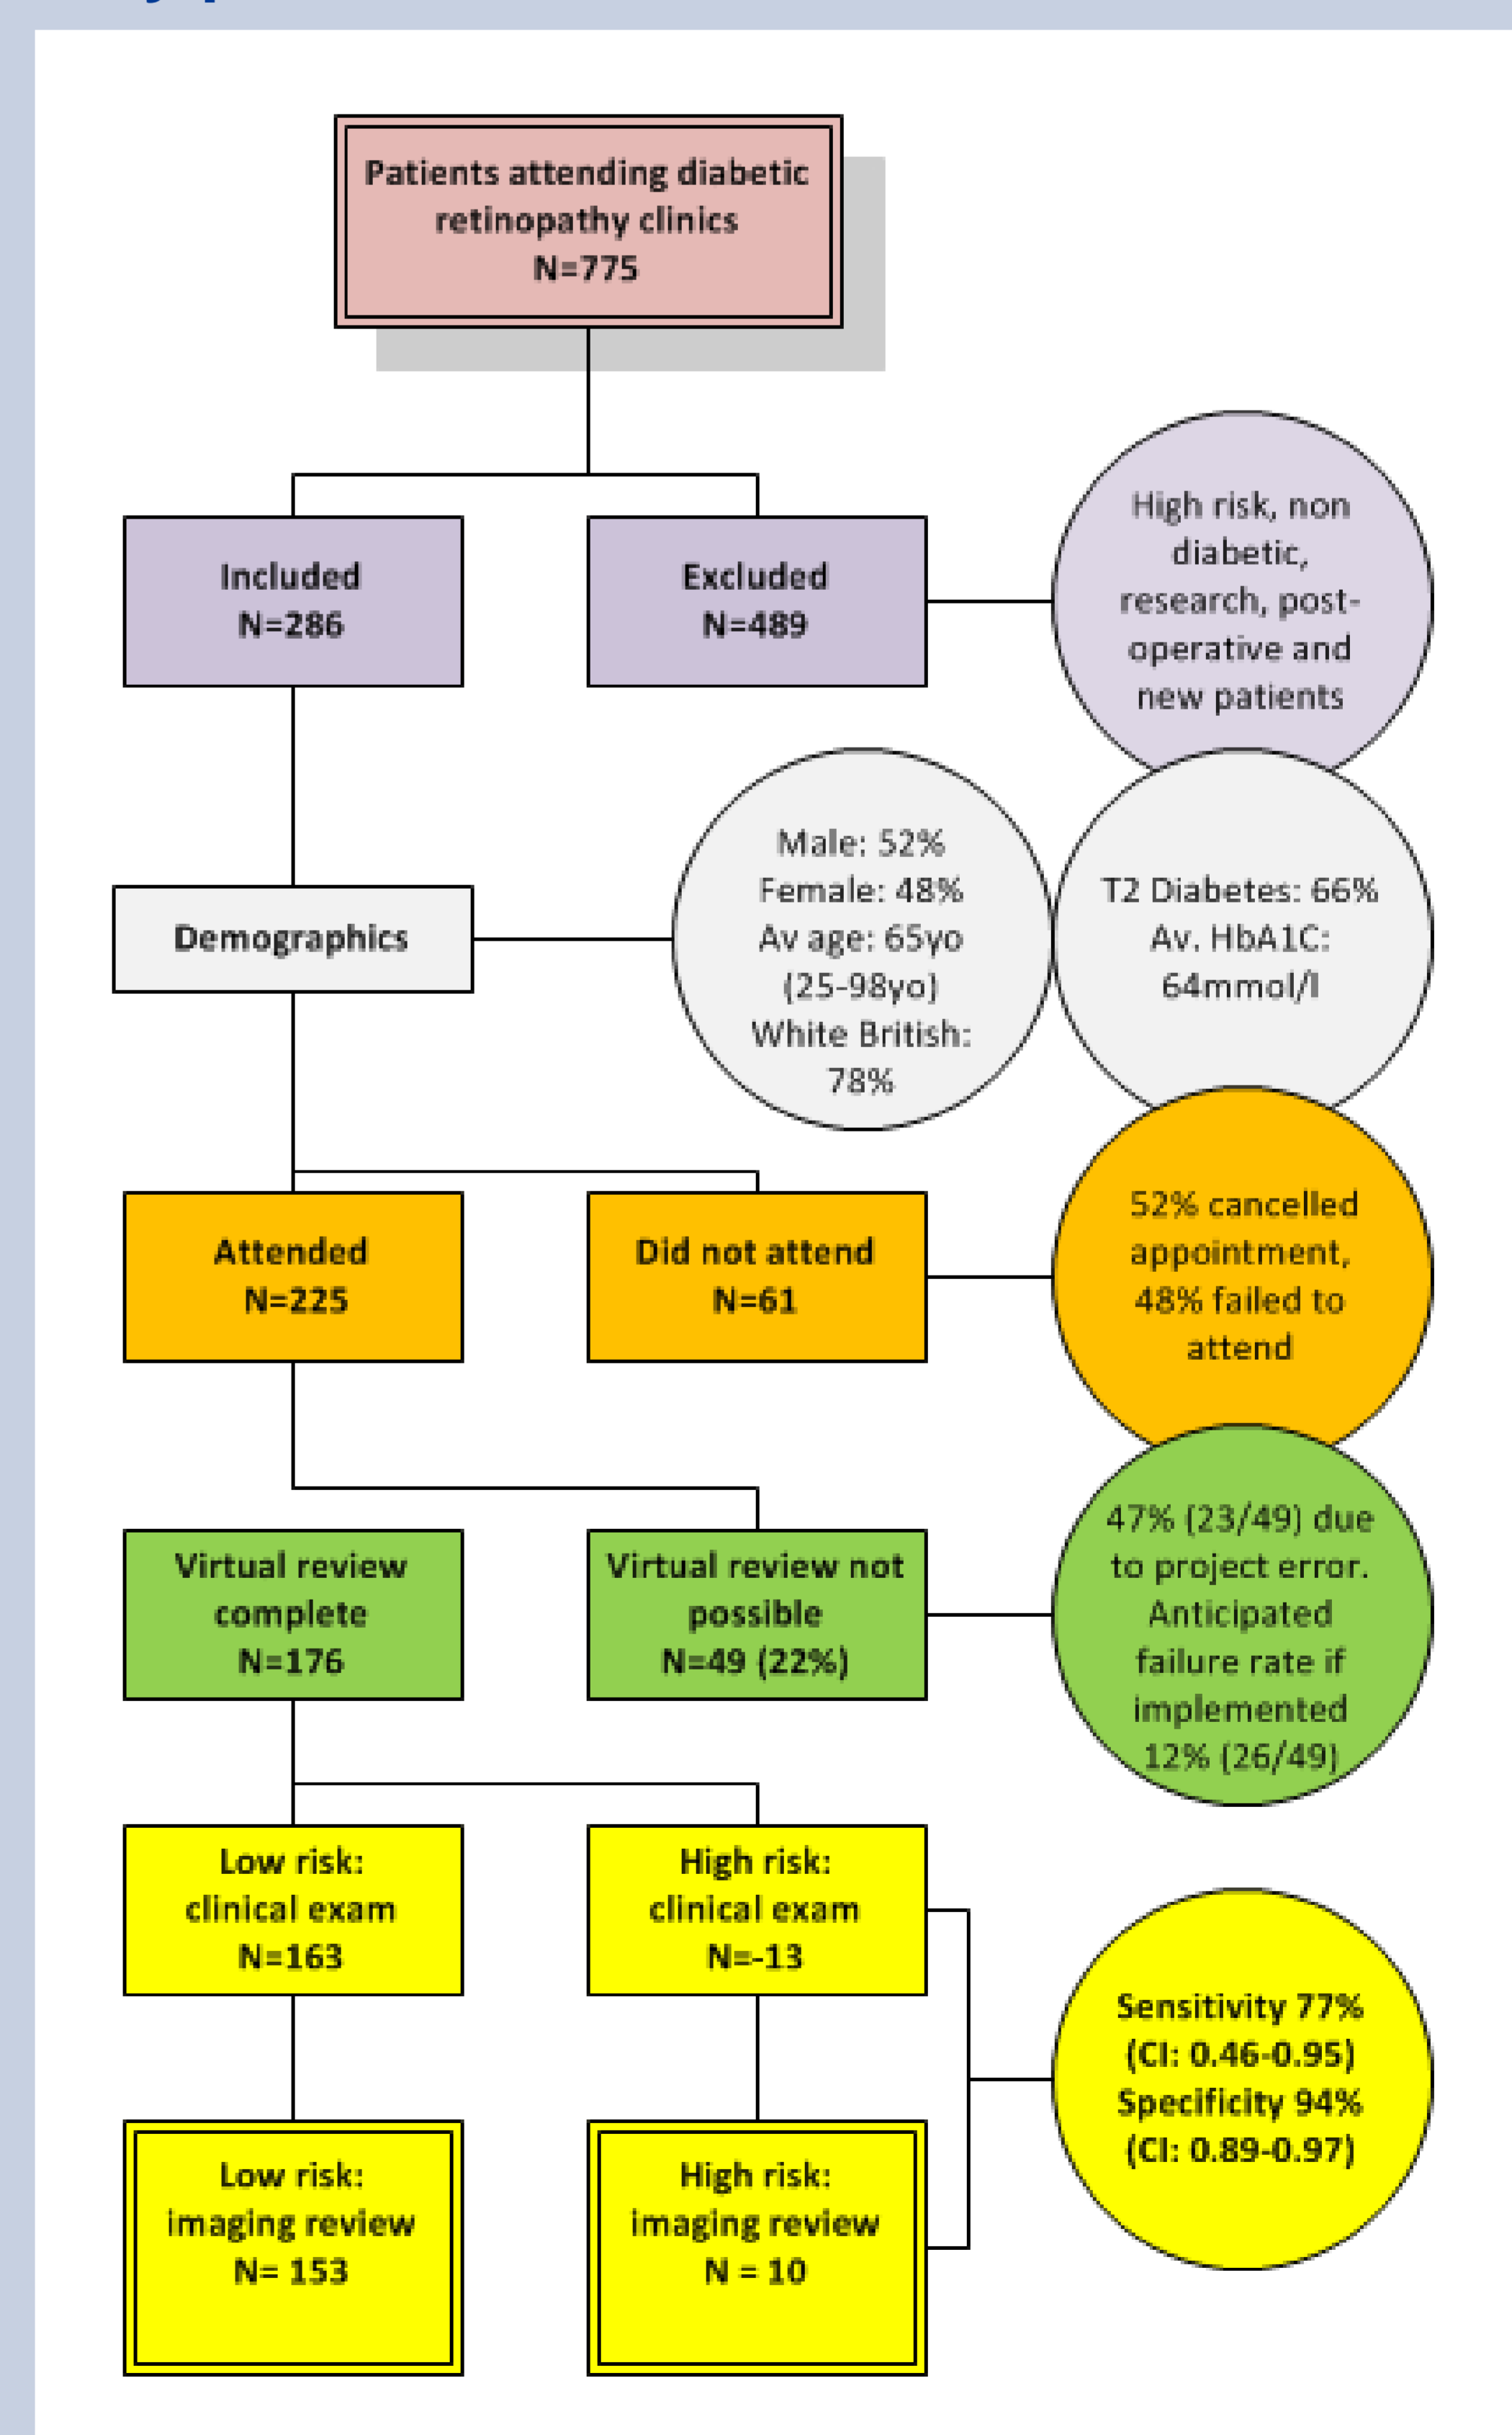 Patients attending diabetic
retinopathy clinics
N=775
Included
N=286
Excluded
N=489
High risk, non
diabetic,
research, post-
operative and
new patients
Demographics
Male: 52%
Female: 48%
Av age: 65yo
(25-98yo)
White British:
78%
T2 Diabetes: 66%
Av. HbA1C:
64mmol/l
Attended
N=225
Did not attend
N=61
52% cancelled
appointment,
48% failed to
attend
Virtual review
complete
N=176
Virtual review not
possible
N=49 (22%)
47% (23/49) due
to project error.
Anticipated
failure rate if
implemented
12% (26/49)
Low risk:
clinical exam
N=163
High risk:
clinical exam
N=-13
Sensitivity 77%
(CI: 0.46-0.95)
Specificity 94%
(CI: 0.89-0.97)
Low risk:
imaging review
N= 153
High risk:
imaging review
N = 10